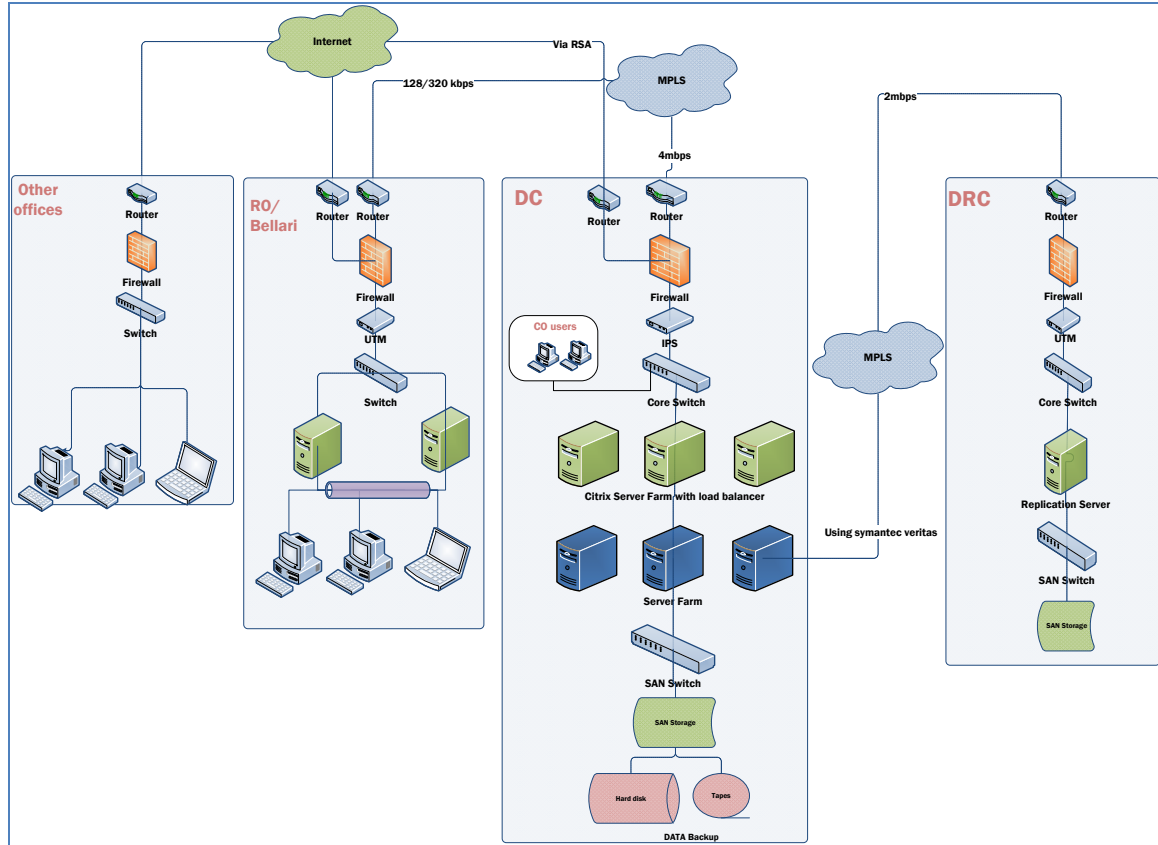 Internet
Via RSA
MPLS
128/320 kbps
2mbps
4mbps
Other
offices
Router
Firewall
Switch
RO/
Bellari
Router
Router
Firewall
UTM
Switch
DC
Router
Router
Firewall
IPS
CO users
Core Switch
Citrix Server Farm with load balancer
Server Farm
SAN Switch
SAN Storage
Hard disk
Tapes
DATA Backup
MPLS
Using symantec veritas
DRC
Router
Firewall
UTM
Core Switch
Replication Server
SAN Switch
SAN Storage